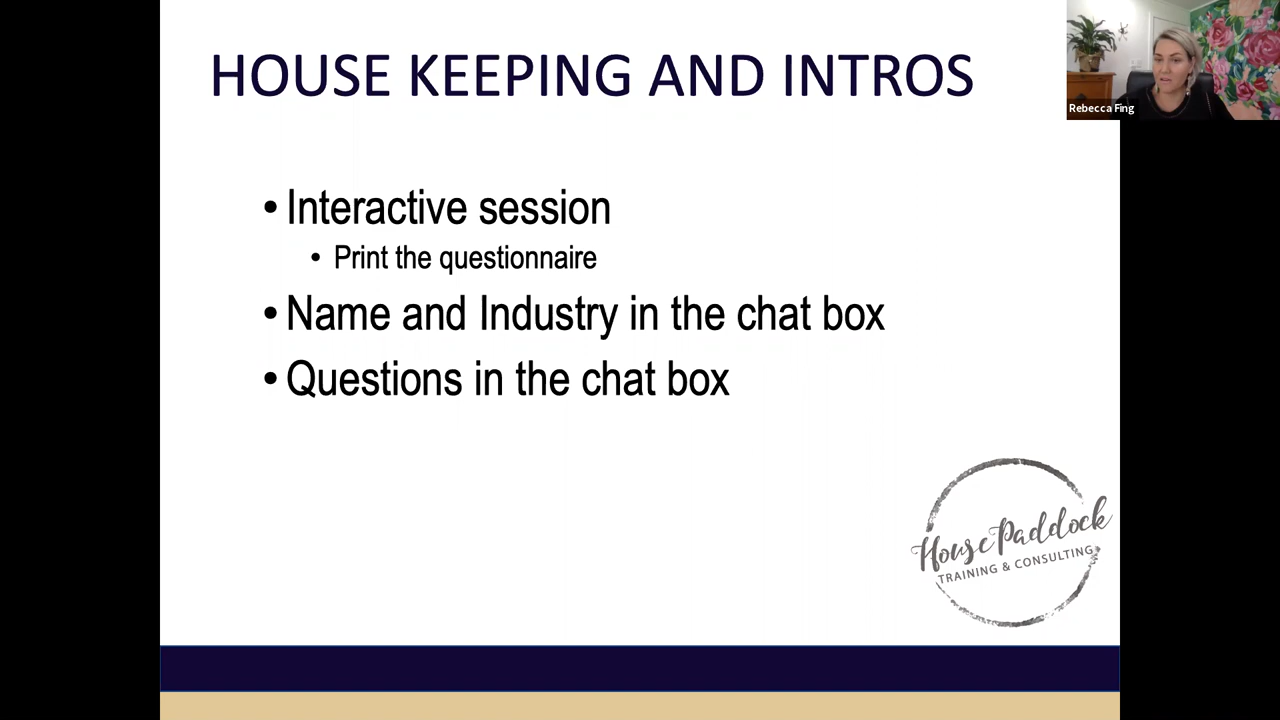 HOUSE KEEPING AND INTROS
Rebecca Fing
• Interactive session
• Print the questionnaire
• Name and Industry in the chat box
• Questions in the chat box
House Paddock
TRAINING & CONSULTING